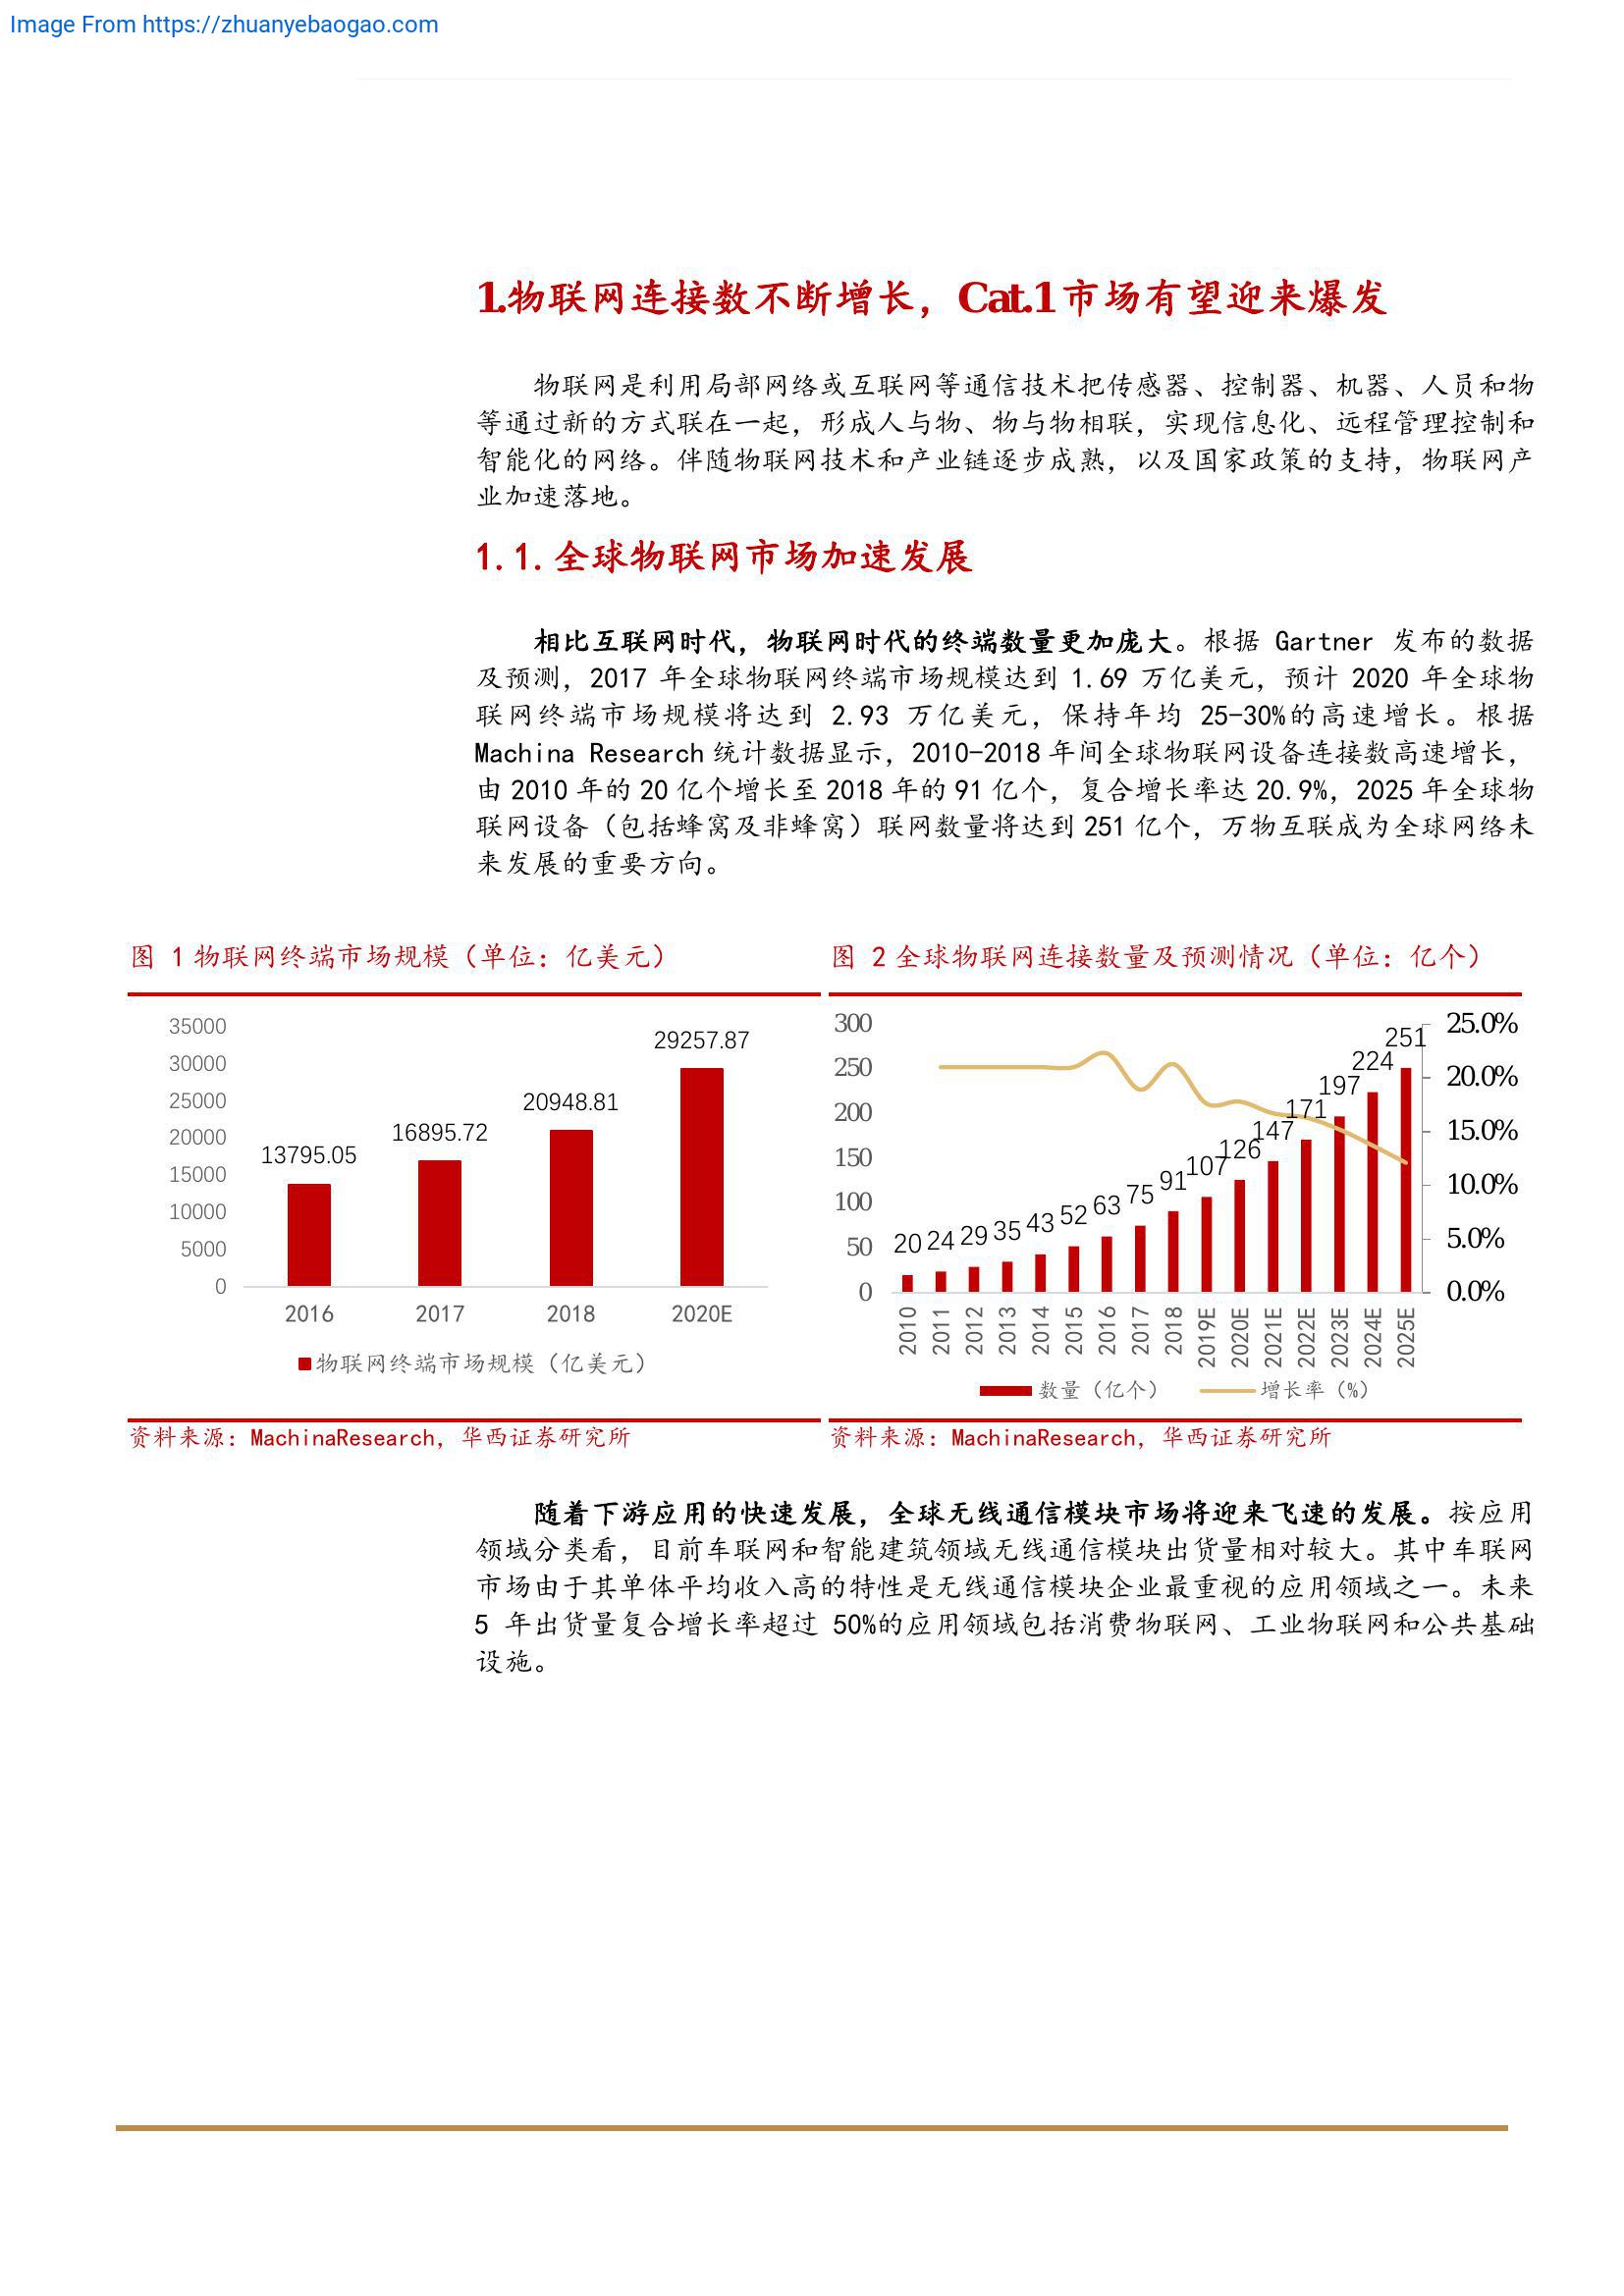 Image From https://zhuanyebaogao.com
1.物联网连接数不断增长，Cat.1市场有望迎来爆发
物联网是利用局部网络或互联网等通信技术把传感器、控制器、机器、人员和物
等通过新的方式联在一起，形成人与物、物与物相联，实现信息化、远程管理控制和
智能化的网络。伴随物联网技术和产业链逐步成熟，以及国家政策的支持，物联网产
业加速落地。
1.1.全球物联网市场加速发展
相比互联网时代，物联网时代的终端数量更加庞大。根据 Gartner 发布的数据
及预测，2017 年全球物联网终端市场规模达到 1.69 万亿美元，预计 2020 年全球物
联网终端市场规模将达到 2.93 万亿美元，保持年均 25-30%的高速增长。根据
Machina Research 统计数据显示，2010-2018 年间全球物联网设备连接数高速增长，
由 2010 年的 20 亿个增长至 2018 年的 91 亿个，复合增长率达 20.9%，2025 年全球物
联网设备（包括蜂窝及非蜂窝）联网数量将达到 251 亿个，万物互联成为全球网络未
来发展的重要方向。
图 1 物联网终端市场规模（单位：亿美元）
35000
30000
25000
20000
15000
10000
5000
0
13795.05
16895.72
20948.81
29257.87
2016
2017
2018
2020E
物联网终端市场规模（亿美元）
资料来源：MachinaResearch，华西证券研究所
图 2 全球物联网连接数量及预测情况（单位：亿个）
300
250
200
150
100
50
0
20
24
29
35
43
52
63
75
91
107
126
147
171
197
224
251
25.0%
20.0%
15.0%
10.0%
5.0%
0.0%
2010
2011
2012
2013
2014
2015
2016
2017
2018
2019E
2020E
2021E
2022E
2023E
2024E
2025E
数量（亿个）
增长率（%）
资料来源：MachinaResearch，华西证券研究所
随着下游应用的快速发展，全球无线通信模块市场将迎来飞速的发展。按应用
领域分类看，目前车联网和智能建筑领域无线通信模块出货量相对较大。其中车联网
市场由于其单体平均收入高的特性是无线通信模块企业最重视的应用领域之一。未来
5 年出货量复合增长率超过 50%的应用领域包括消费物联网、工业物联网和公共基础
设施。